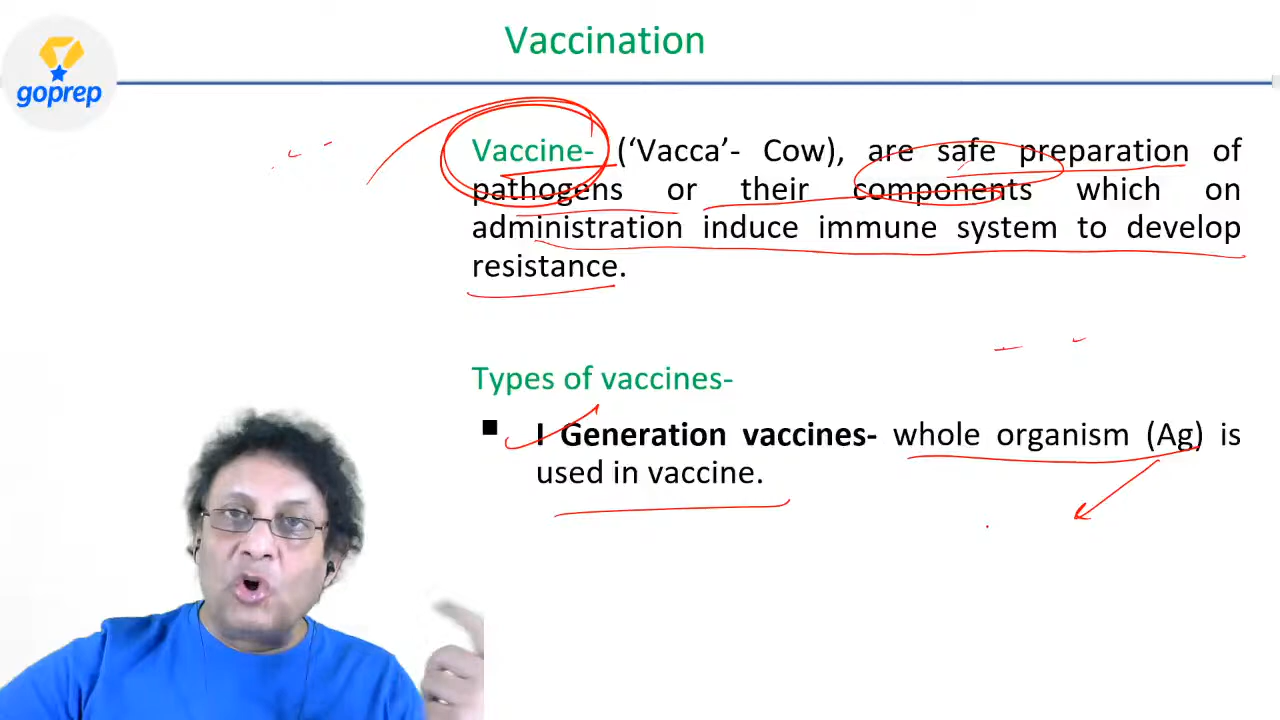 Vaccination
goprep
Vaccine- (‘Vacca’- Cow), are safe preparation of
pathogens or their components which on
administration induce immune system to develop
resistance.
Types of vaccines-
▪ I Generation vaccines- whole organism (Ag) is
used in vaccine.